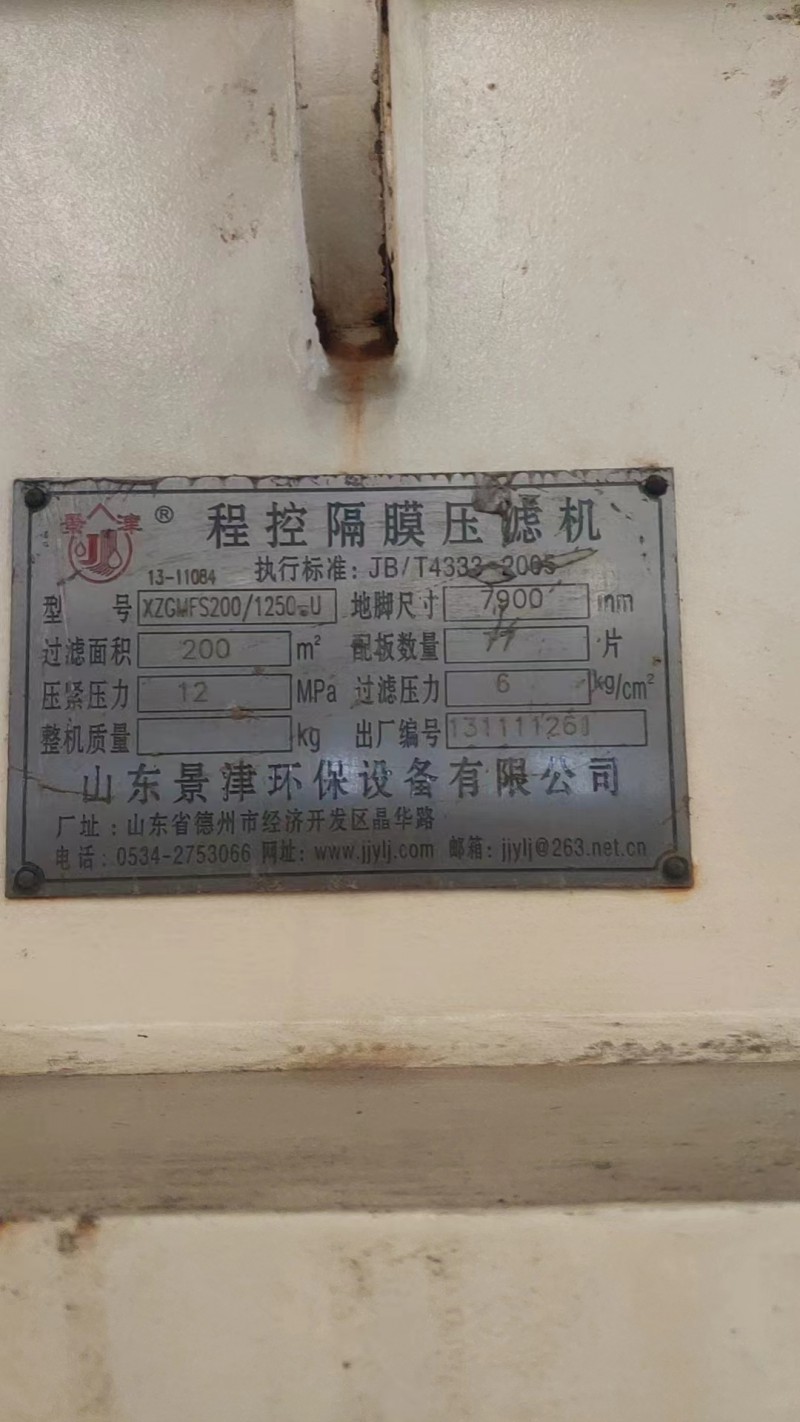 景津 ® 程控隔膜压滤机
13-11084 执行标准：JB/T4333-2005
型号 XZGWFS200/1250-U 地脚尺寸 7900 mm
过滤面积 200 m² 配板数量 片
压紧压力 12 MPa 过滤压力 6 kg/cm²
整机质量 kg 出厂编号
山东景津环保设备有限公司
厂址：山东省德州市经济开发区晶华路
电话：0534-2753066 网址：www.jjylj.com 邮箱：jjylj@263.net.cn